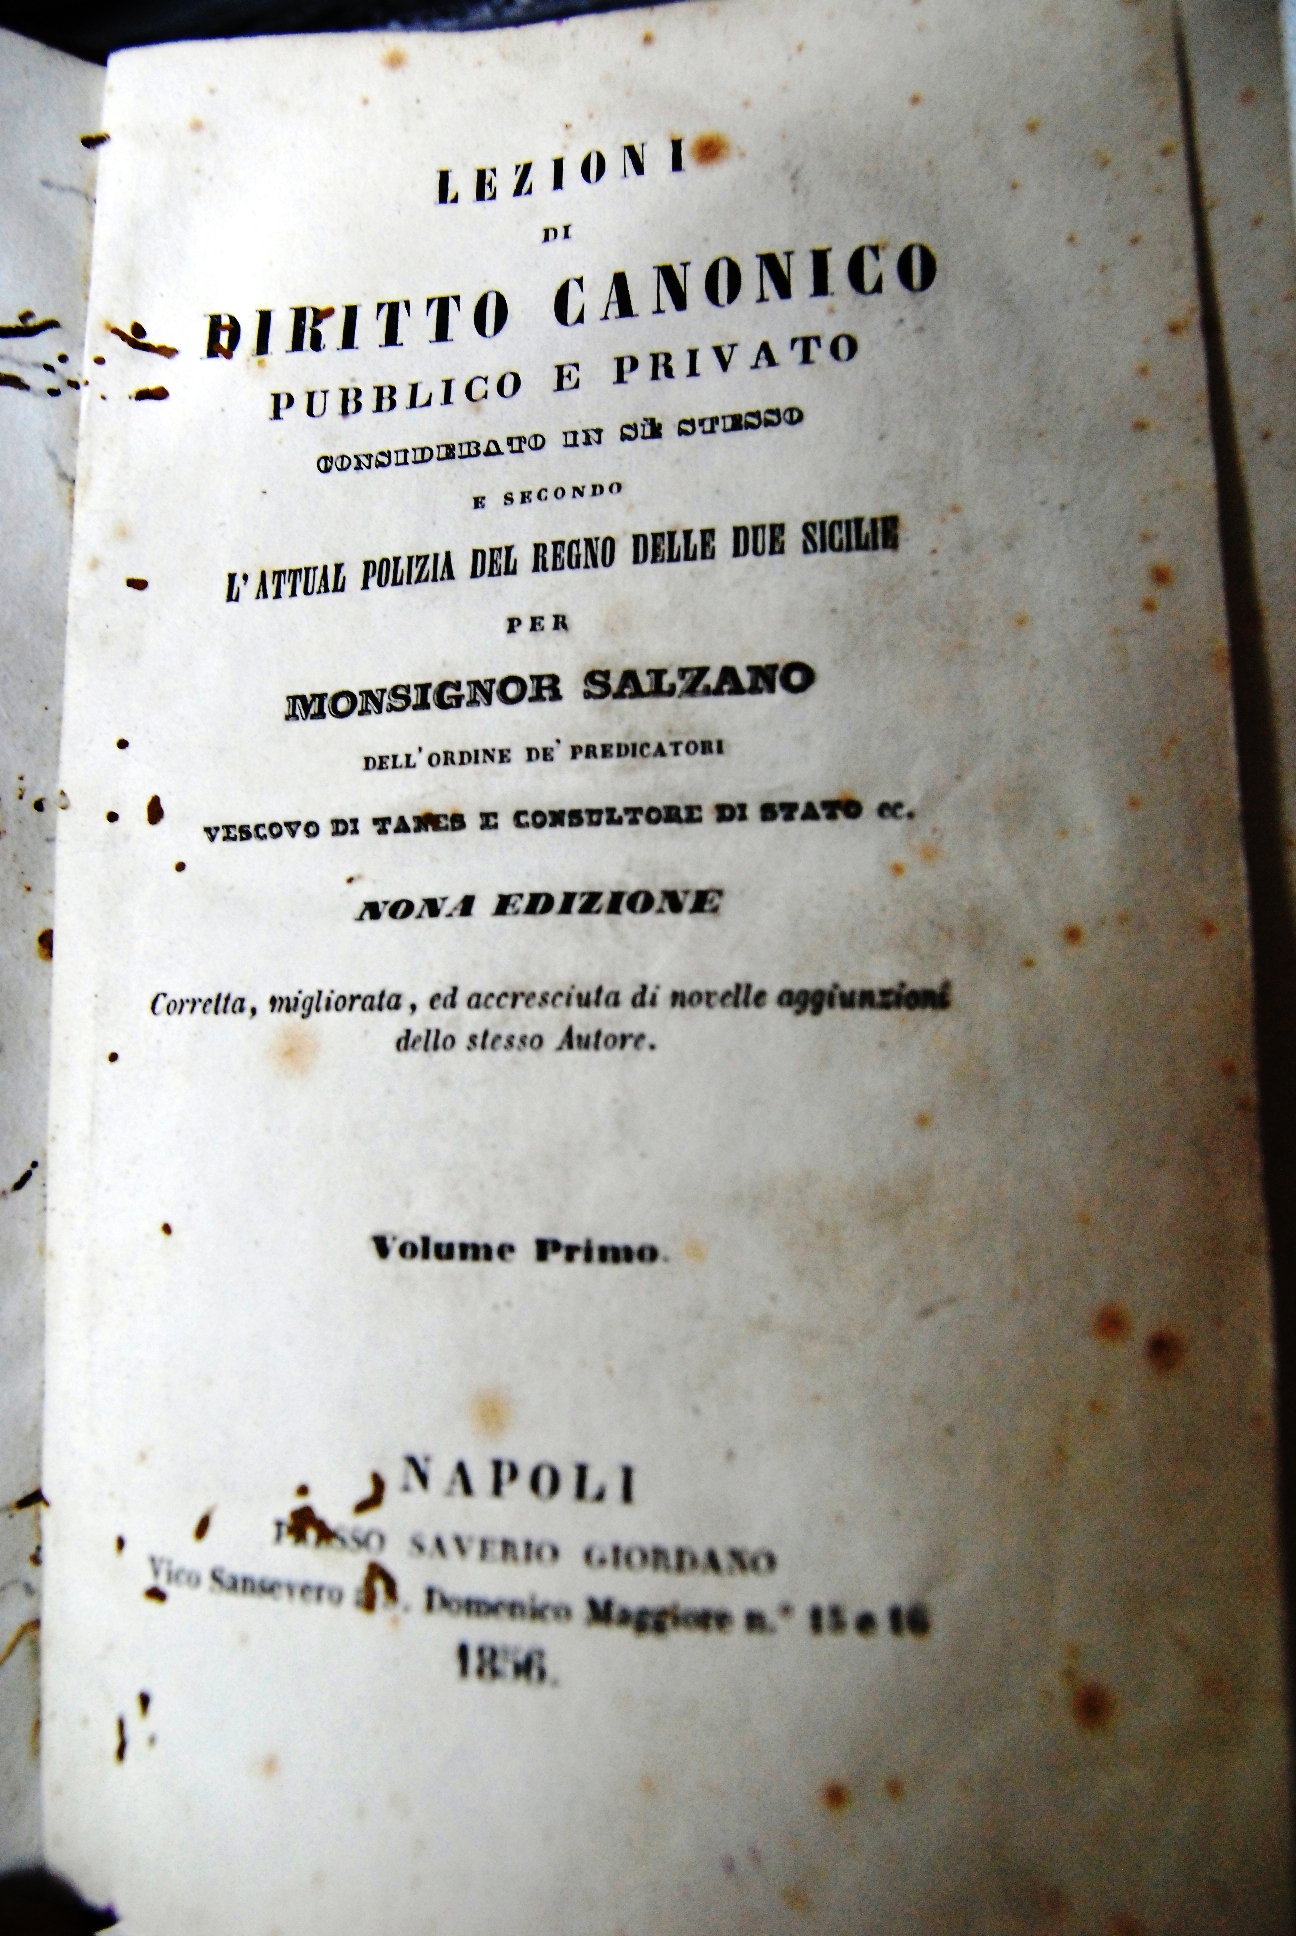 LEZIONI
DI
DIRITTO CANONICO
PUBBLICO E PRIVATO
CONSIDERATO IN SÈ STESSO
E SECONDO
L'ATTUAL POLIZIA DEL REGNO DELLE DUE SICILIE
PER
MONSIGNOR SALZANO
DELL'ORDINE DE' PREDICATORI
VESCOVO DI TANES E CONSULTORE DI STATO ec.
NONA EDIZIONE
Corretta, migliorata, ed accresciuta di novelle aggiunzioni
dello stesso Autore.
Volume Primo.
NAPOLI
PRESSO SAVERIO GIORDANO
Vico Sansevero a S. Domenico Maggiore n.° 15 e 16
1856.